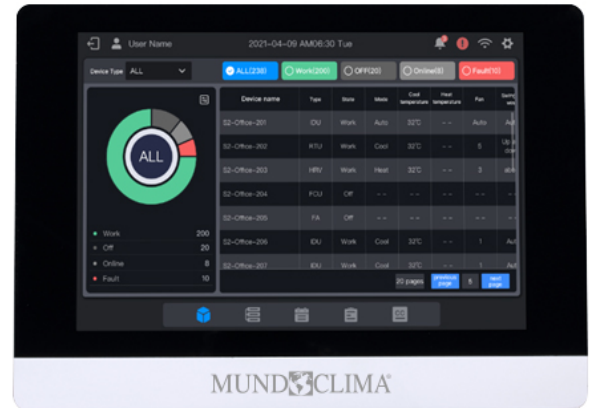 User Name 2021-04-09 AM06:30 Tue
Device Type ALL ALL(238) Work(200) OFF(20) Online(8) Fault(10)
Device name Type State Mode Cool temperature Heat temperature Fan
S2-Office-201 Work Auto 32°C -- Auto
S2-Office-202 RTU Work Cool 32°C -- 5
S2-Office-203 HRV Work Heat 32°C -- 3
S2-Office-204 FCU Off -- -- --
S2-Office-205 FA Off -- -- --
S2-Office-206 IDU Work Cool 32°C -- 1
S2-Office-207 IDU Work Cool 32°C -- 1
ALL
Work 200
Off 20
Online 8
Fault 10
20 pages previous page next page
MUNDOCLIMA®